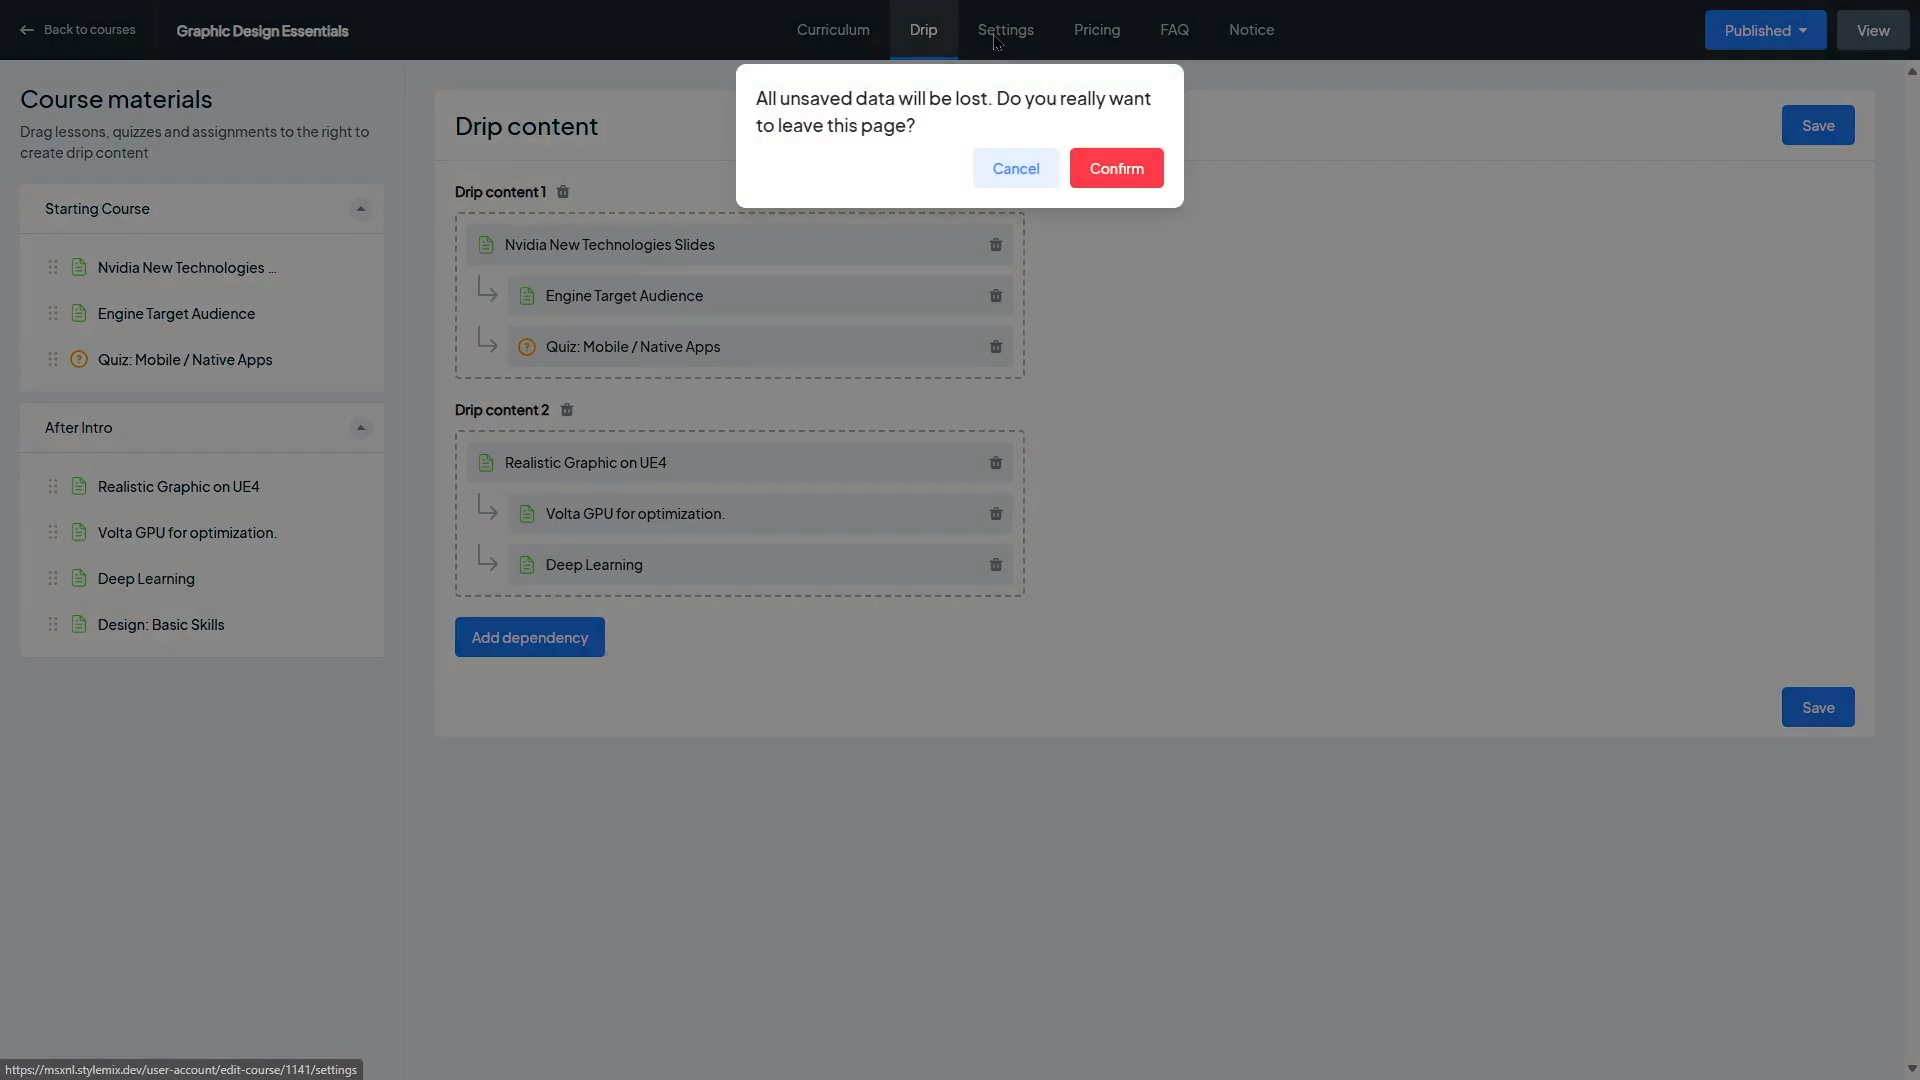 Back to courses
Graphic Design Essentials
Curriculum
Drip
Settings
Pricing
FAQ
Notice
Published
View
All unsaved data will be lost. Do you really want
to leave this page?
Cancel
Confirm
Course materials
Drag lessons, quizzes and assignments to the right to
create drip content
Starting Course
Nvidia New Technologies ...
Engine Target Audience
? Quiz: Mobile / Native Apps
After Intro
Realistic Graphic on UE4
Volta GPU for optimization.
Deep Learning
Design: Basic Skills
Drip content
Save
Drip content 1
Nvidia New Technologies Slides
Engine Target Audience
? Quiz: Mobile / Native Apps
Drip content 2
Realistic Graphic on UE4
Volta GPU for optimization.
Deep Learning
Add dependency
Save
https://msxnl.stylemix.dev/user-account/edit-course/1141/settings